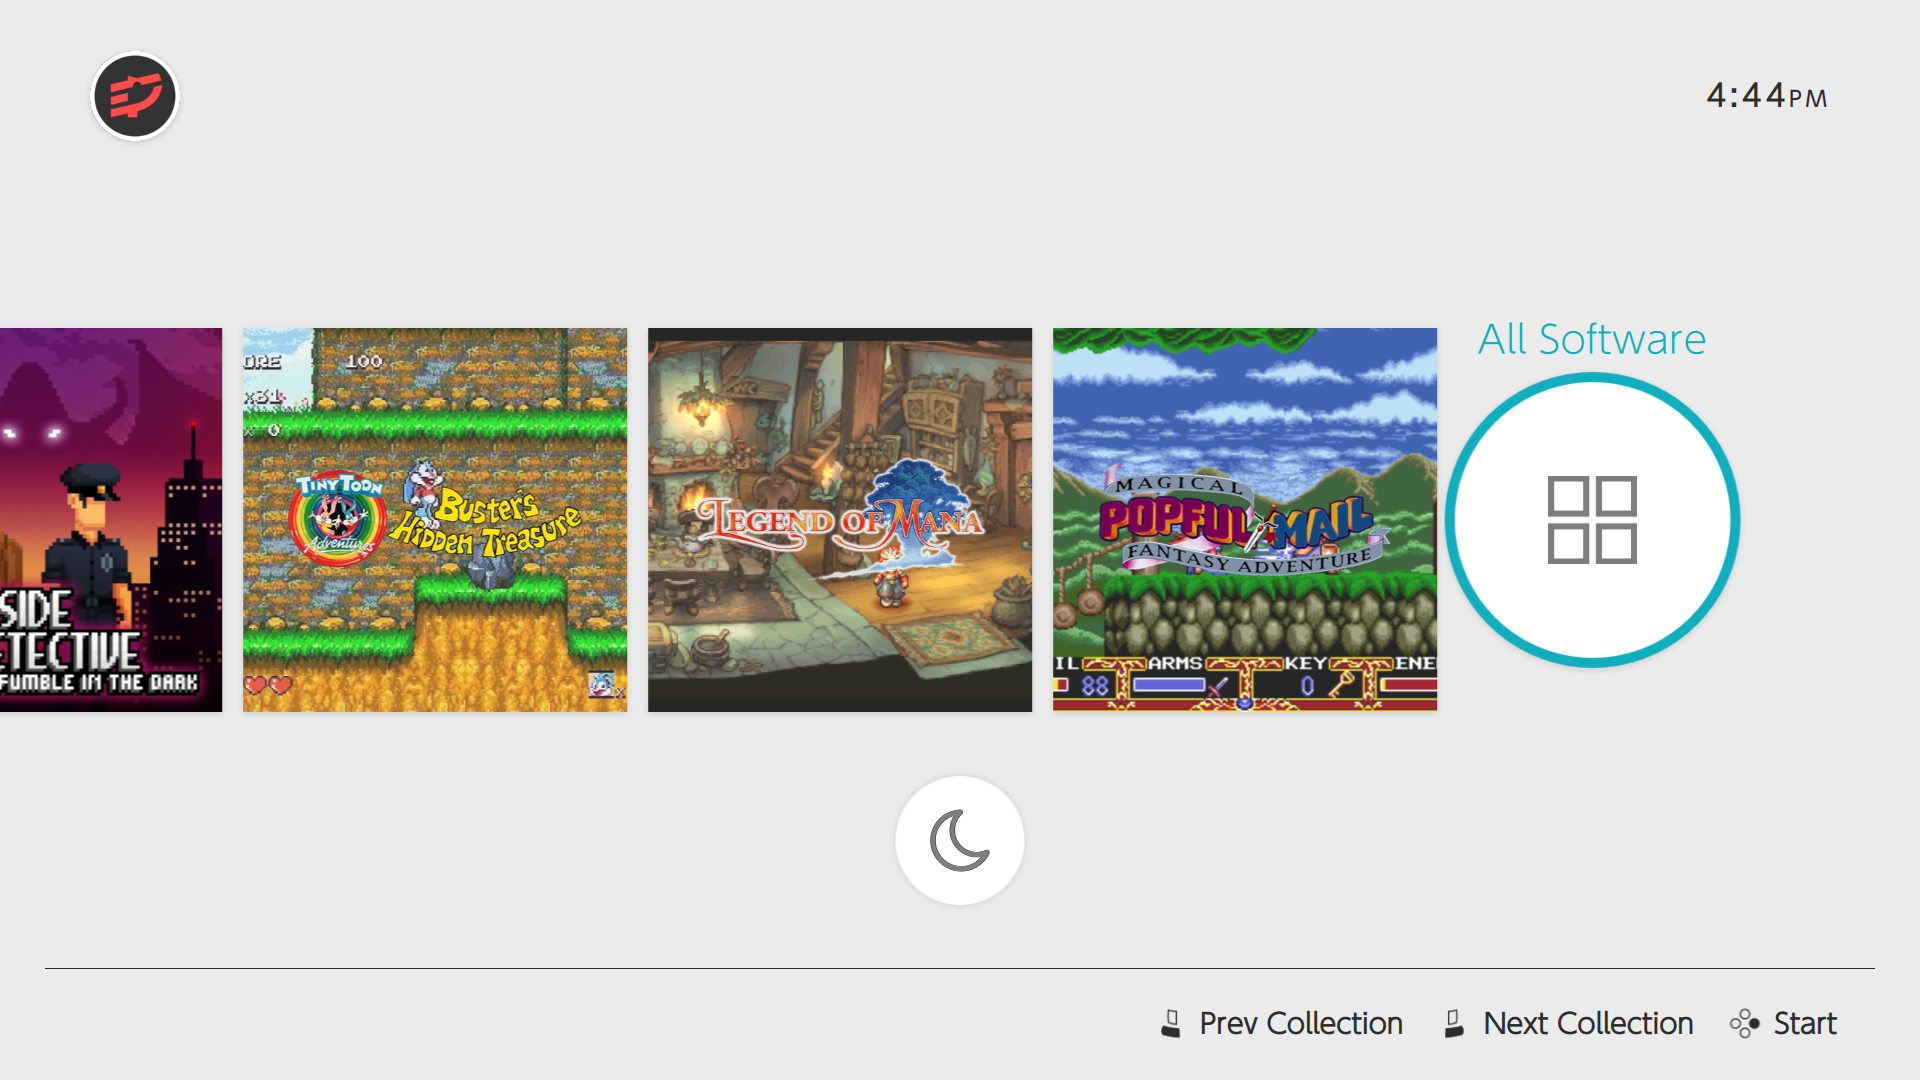 4:44PM
All Software
SIDE
ETECTIVE
FUMBLE IN THE DARK
ORE 100
x31
x 0
TINY TOON
Adventures
Buster's
Hidden Treasure
x
LEGEND OF MANA
MAGICAL
POPFUL MAIL
FANTASY ADVENTURE
IL ARMS KEY ENE
88 0
Prev Collection Next Collection Start